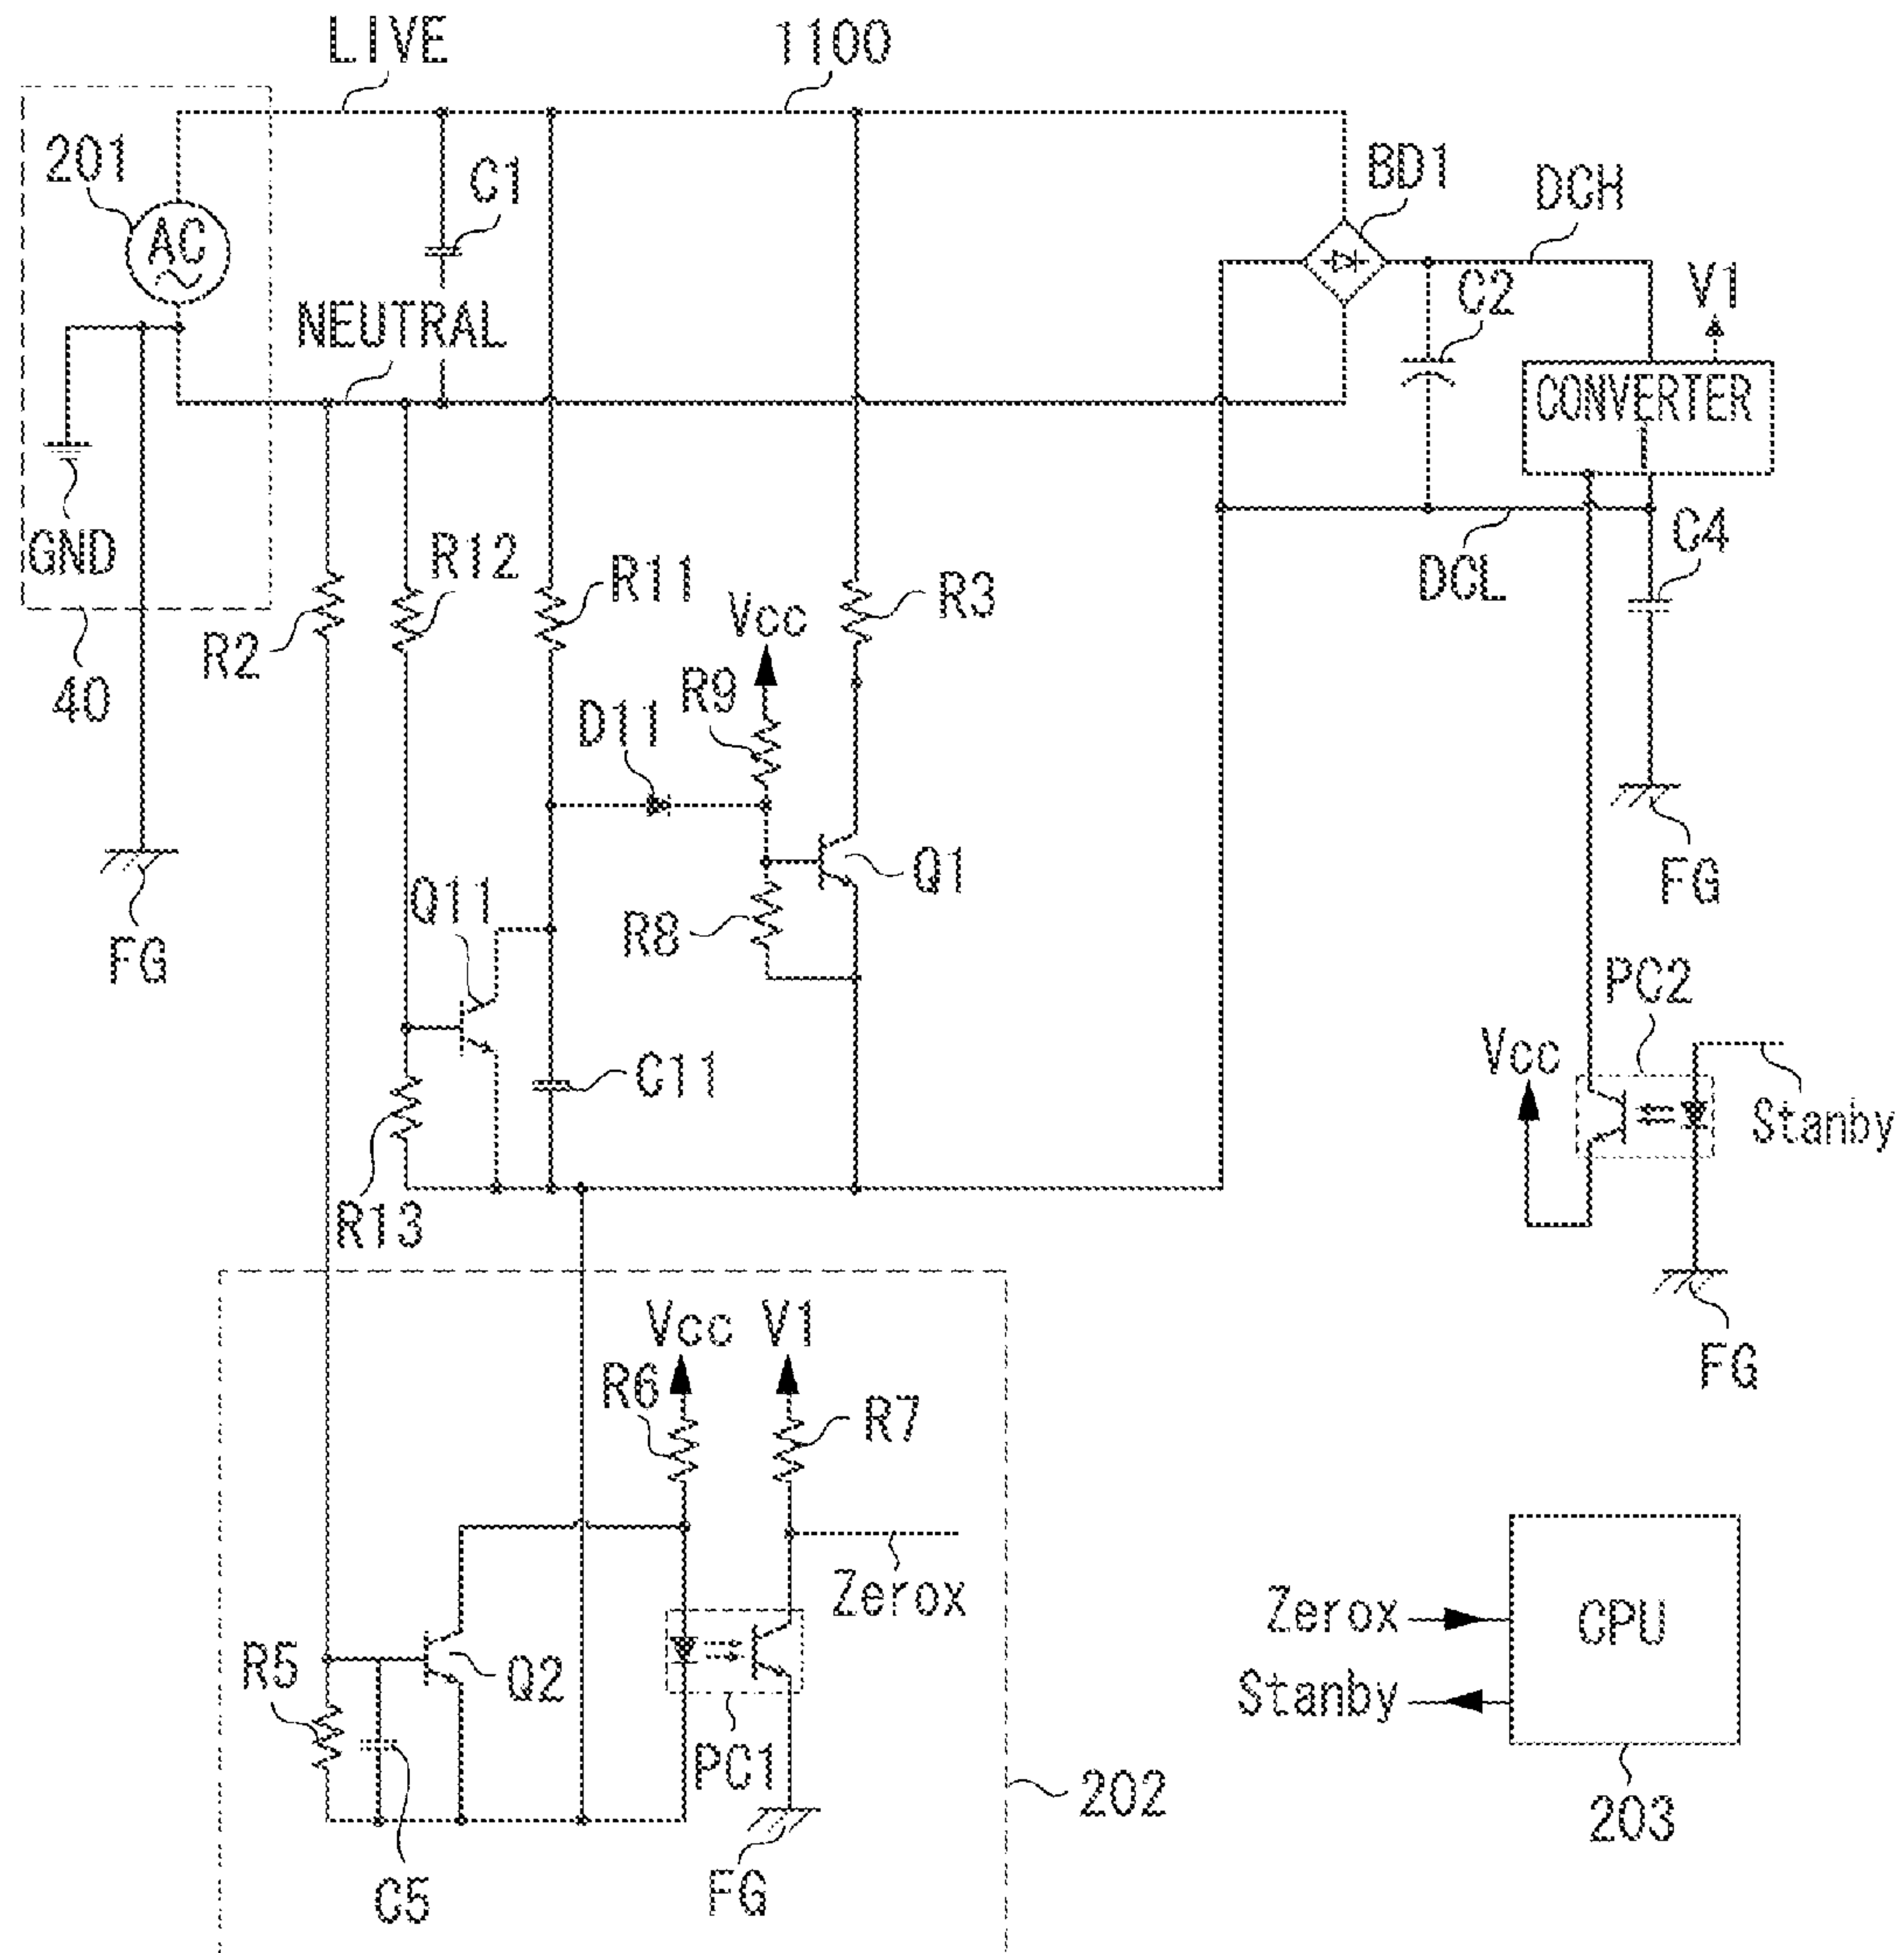 LIVE
1100
201
AC
C1
BD1
DCH
C2
V1
NEUTRAL
CONVERTER
1
GND
R12
R11
R3
DCL
C4
R2
40
Vcc
R9
D11
Q1
FG
Q11
R8
FG
PC2
Vcc
C11
Stanby
R13
Vcc
V1
R6
R7
FG
Zerox
Zerox
CPU
R5
Q2
Stanby
PC1
202
203
C5
FG